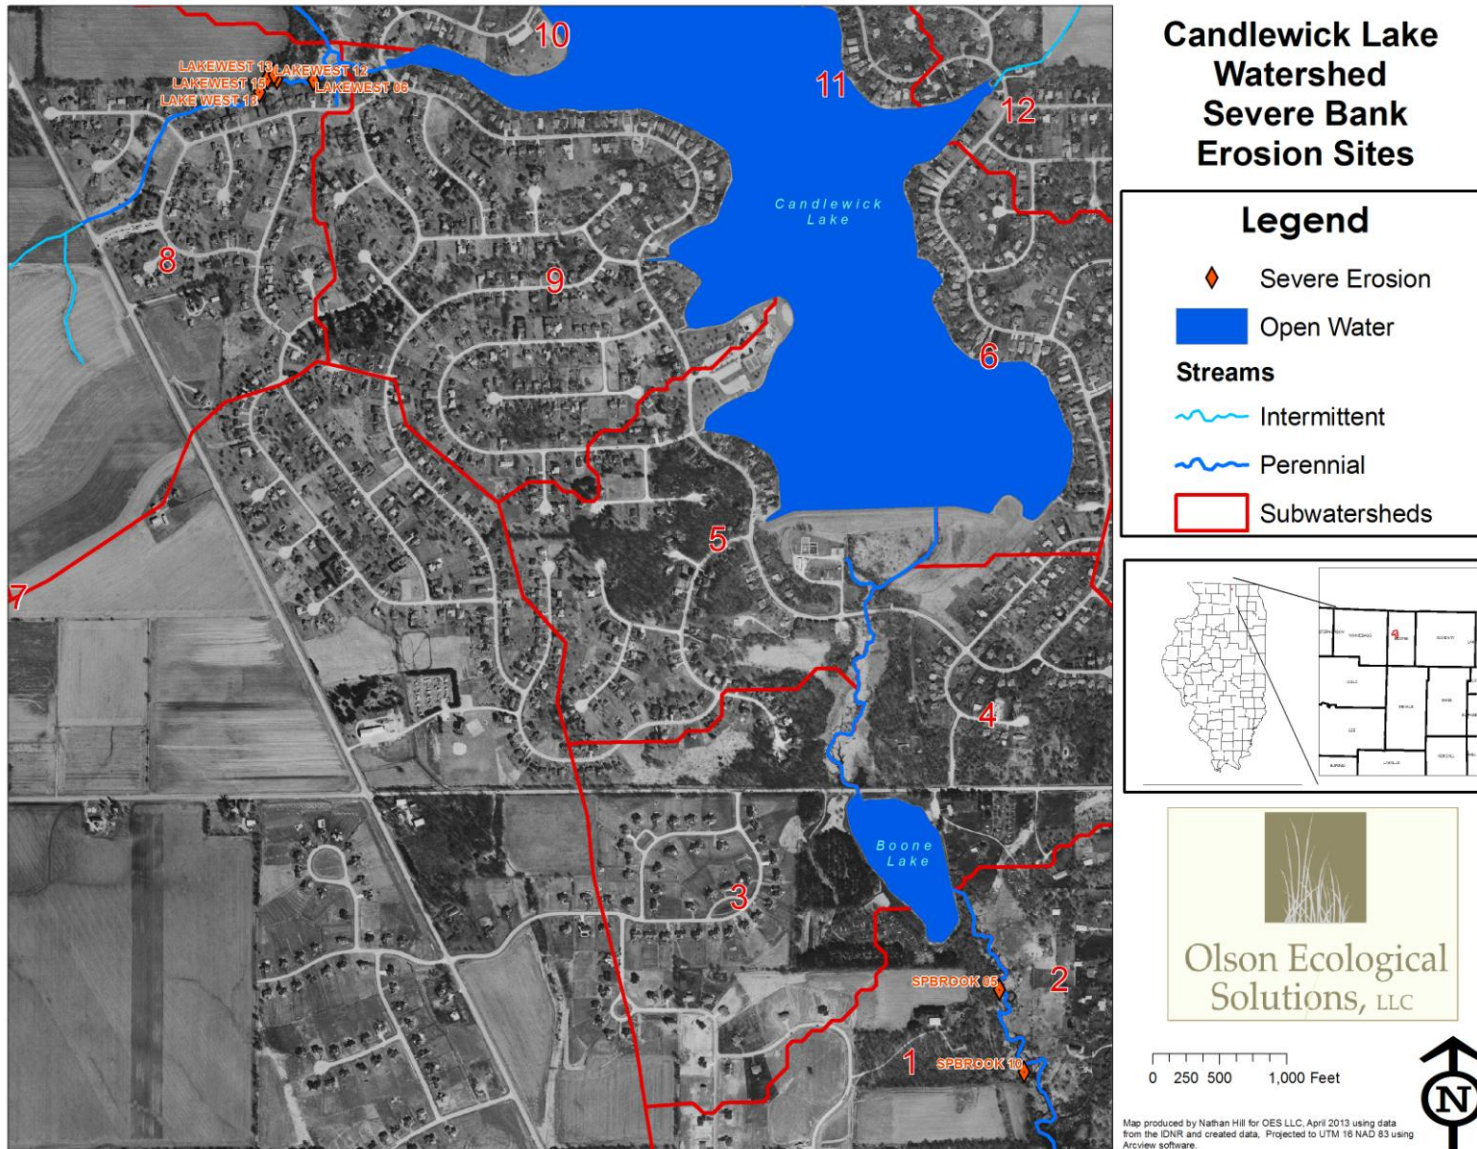 Candlewick Lake
Watershed
Severe Bank
Erosion Sites
Legend
Severe Erosion
Open Water
Streams
Intermittent
Perennial
Subwatersheds
10
11
12
LAKEWEST 13
LAKEWEST 12
LAKEWEST 15
LAKEWEST 06
Candlewick
Lake
8
9
6
5
7
4
Boone
Lake
3
2
SPBROOK 05
1
SPBROOK 10
4
Olson Ecological
Solutions, LLC
0 250 500 1,000 Feet
N
Map produced by Nathan Hill for OES LLC, April 2013 using data
from the IDNR and created data, Projected to UTM 16 NAD 83 using
Arcview software.